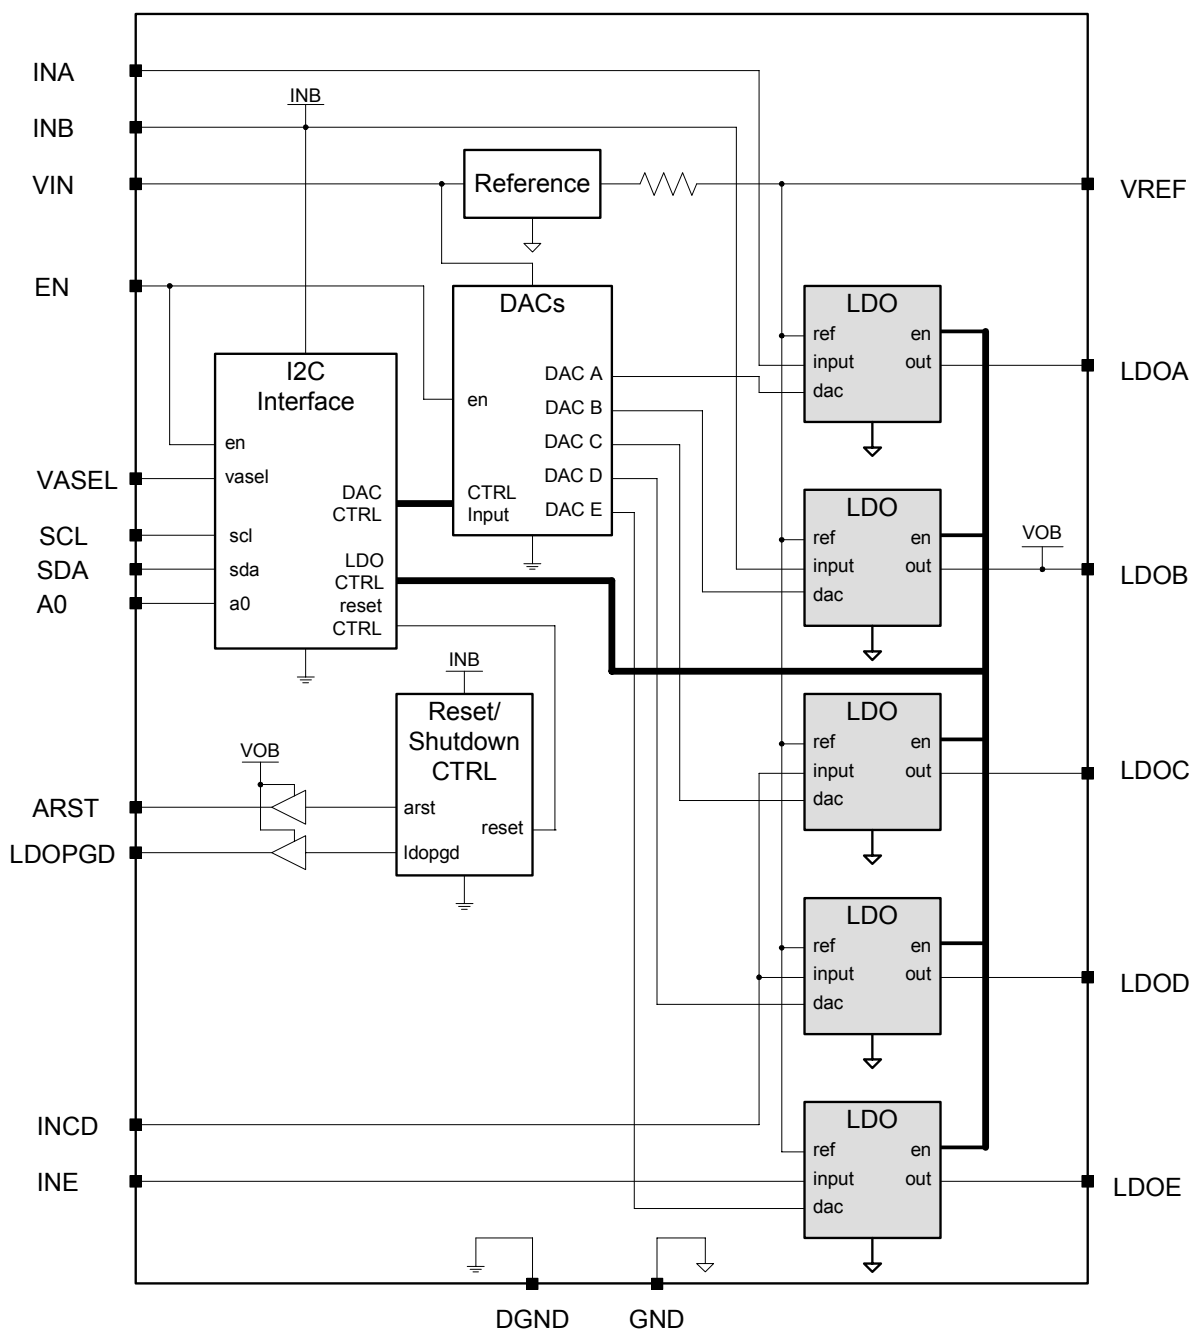 INA
INB
INB
VIN
Reference
VREF
EN
DACs
LDO
ref
en
input
out
dac
LDOA
I2C
Interface
DAC A
DAC B
DAC C
DAC D
DAC E
en
CTRL
Input
en
vasel
scl
sda
a0
DAC
CTRL
LDO
CTRL
reset
CTRL
VASEL
SCL
SDA
A0
LDO
ref
en
input
out
dac
VOB
LDOB
INB
Reset/
Shutdown
CTRL
arst
reset
ldopgd
VOB
ARST
LDOPGD
LDO
ref
en
input
out
dac
LDOC
LDO
ref
en
input
out
dac
LDOD
INCD
INE
LDO
ref
en
input
out
dac
LDOE
DGND
GND